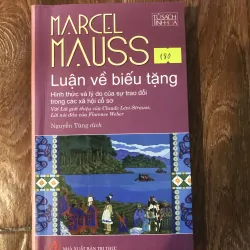 TỦ SÁCH
TINH HOA
MARCEL
MAUSS
180
Luận về biếu tặng
Hình thức và lý do của sự trao đổi
trong các xã hội cổ sơ
Với Lời giới thiệu của Claude Lévi-Strauss,
Lời nói đầu của Florence Weber
Nguyễn Tùng dịch
NHÀ XUẤT BẢN TRI THỨC